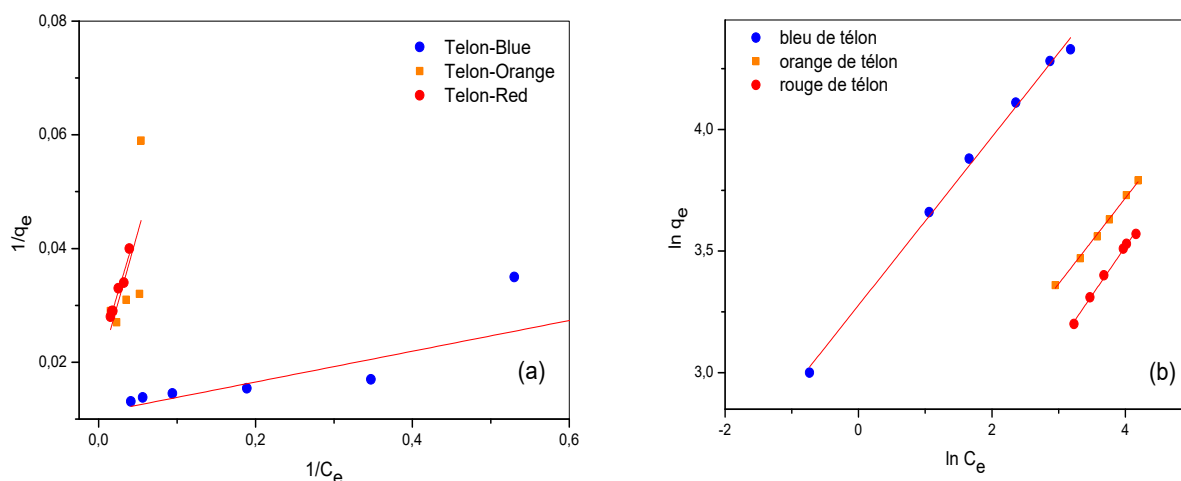 0,08
0,06
0,04
0,02
0,0
0,2
0,4
0,6
1/qe
1/Ce
Telon-Blue
Telon-Orange
Telon-Red
(a)
4,0
3,5
3,0
-2
0
2
4
ln qe
ln Ce
bleu de télon
orange de télon
rouge de télon
(b)